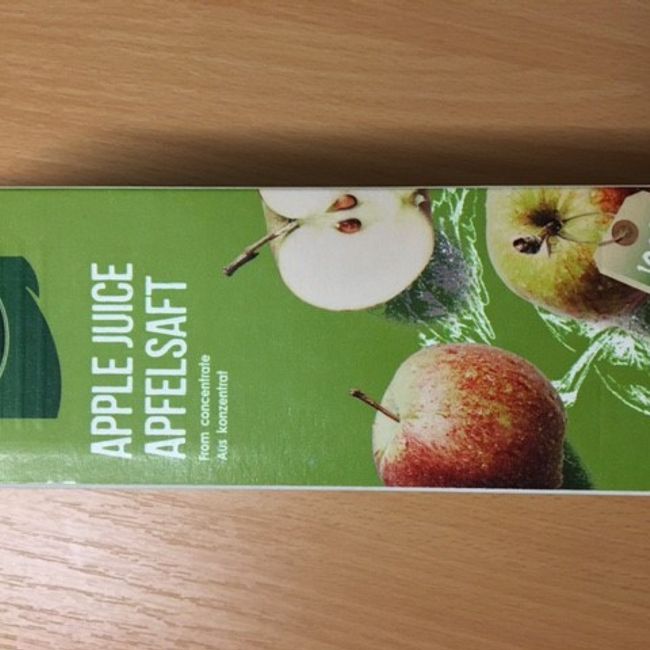 APPLE JUICE
APFELSAFT
From concentrate
Aus konzentrat